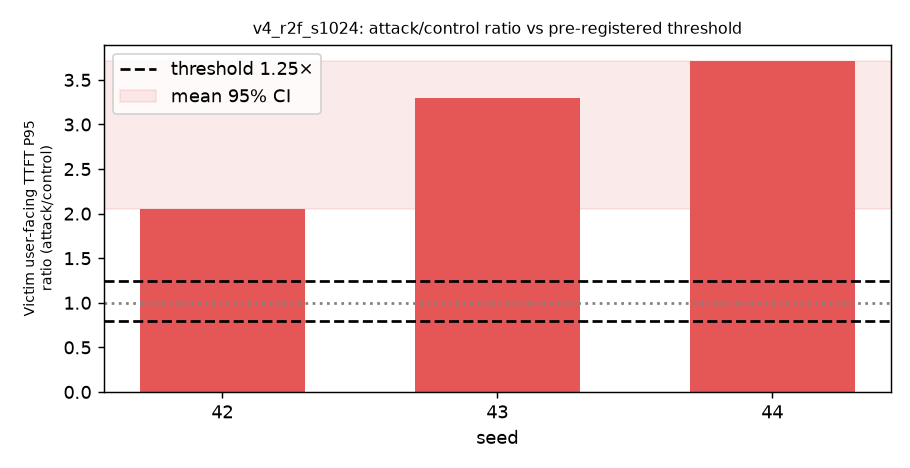 v4_r2f_s1024: attack/control ratio vs pre-registered threshold
Victim user-facing TTFT P95
ratio (attack/control)
3.5
3.0
2.5
2.0
1.5
1.0
0.5
0.0
threshold 1.25×
mean 95% CI
42
43
44
seed